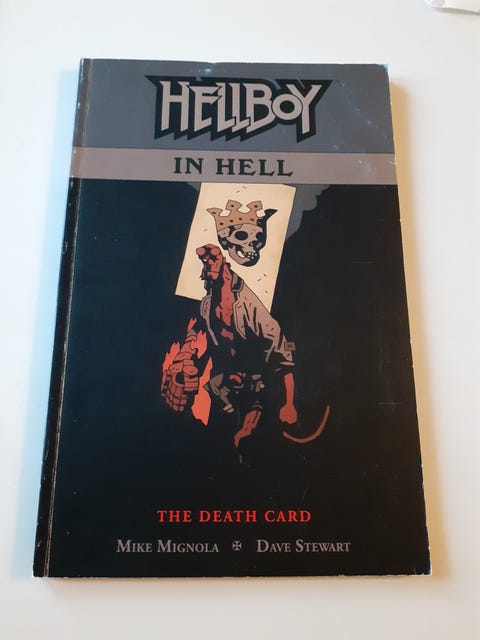 HELLBOY
IN HELL
THE DEATH CARD
MIKE MIGNOLA ✠ DAVE STEWART